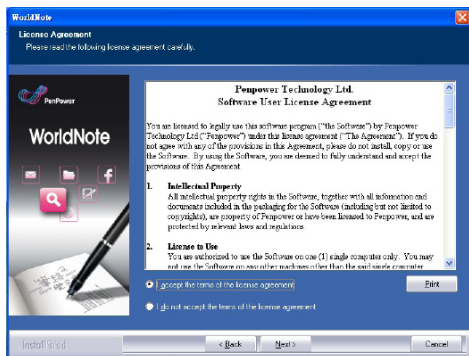 WorldNote
License Agreement
Please read the following license agreement carefully.
PenPower
WorldNote
Penpower Technology Ltd.
Software User License Agreement
You are licensed to legally use this software program ("the Software") by Penpower
Technology Ltd ("Penpower") under this license agreement ("The Agreement"). If you do
not agree with any of the provisions in this Agreement, please do not install, copy or use
the Software. By using the Software, you are deemed to fully understand and accept the
provisions of this Agreement.
1. Intellectual Property
All intellectual property rights in the Software, together with all information and
documents included in the packaging for the Software (including but not limited to
copyrights), are property of Penpower or have been licensed to Penpower, and are
protected by relevant laws and regulations.
2. License to Use
You are authorized to use the Software on one (1) single computer only. You may
not use the Software on any other machines other than the said single computer
I accept the terms of the license agreement
Print
I do not accept the terms of the license agreement
InstallShield
< Back
Next >
Cancel